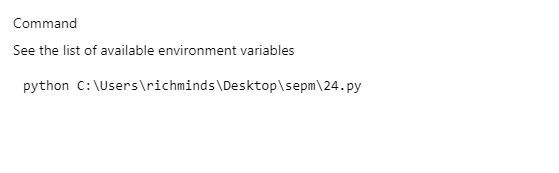 Command
See the list of available environment variables
python C:\Users\richminds\Desktop\sepm\24.py